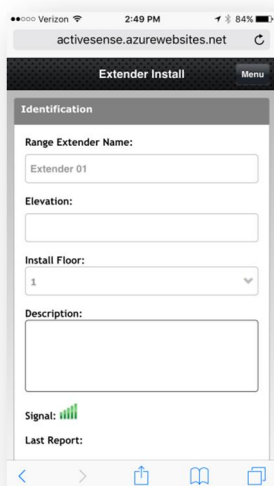 Verizon 2:49 PM 84%
activesense.azurewebsites.net
Extender Install Menu
Identification
Range Extender Name:
Extender 01
Elevation:
Install Floor:
1
Description:
Signal:
Last Report: